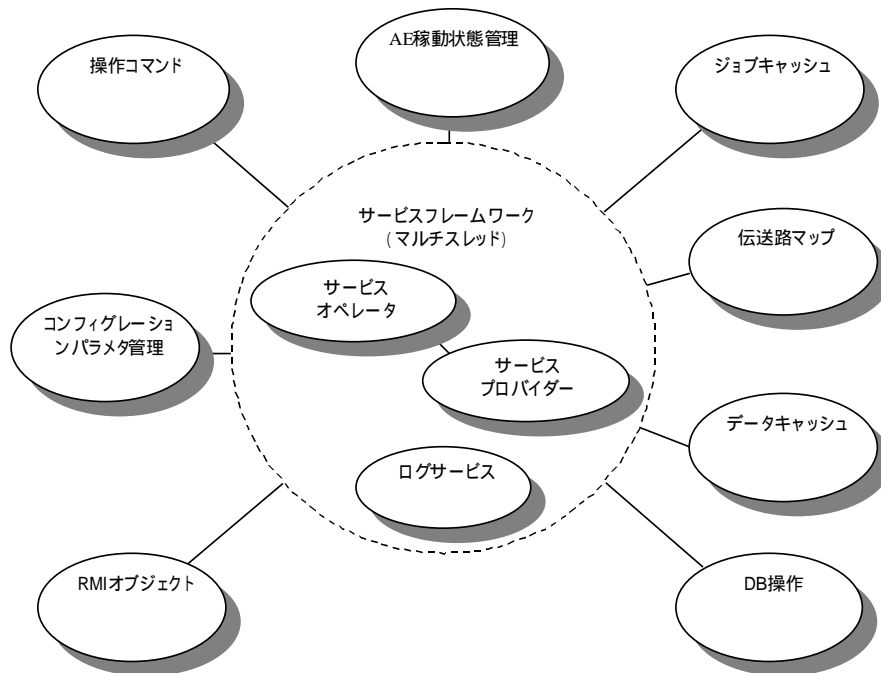 AE稼動状態管理
操作コマンド
ジョブキャッシュ
サービスフレームワーク
(マルチスレッド)
伝送路マップ
サービス
オペレータ
コンフィグレーショ
ンパラメタ管理
サービス
プロバイダー
データキャッシュ
ログサービス
RMIオブジェクト
DB操作